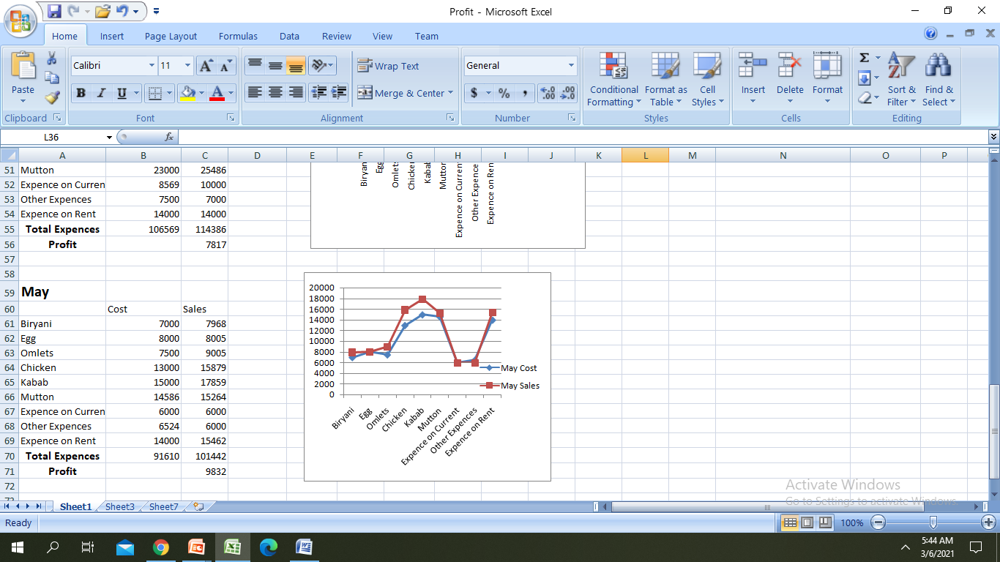 Profit - Microsoft Excel
Home Insert Page Layout Formulas Data Review View Team
Calibri 11 Wrap Text General
Paste Merge & Center $ % , Conditional Formatting Format as Table Cell Styles Insert Delete Format Sort & Filter Find & Select
Clipboard Font Alignment Number Styles Cells Editing
L36 fx
A B C D E F G H I J K L M N O P
51 Mutton 23000 25486
52 Expence on Curren 8569 10000
53 Other Expences 7500 7000
54 Expence on Rent 14000 14000
55 Total Expences 106569 114386
56 Profit 7817
57
58
59 May
60 Cost Sales
61 Biryani 7000 7968
62 Egg 8000 8005
63 Omlets 7500 9005
64 Chicken 13000 15879
65 Kabab 15000 17859
66 Mutton 14586 15264
67 Expence on Curren 6000 6000
68 Other Expences 6524 6000
69 Expence on Rent 14000 15462
70 Total Expences 91610 101442
71 Profit 9832
72
Biryan
Egg
Omlet
Chicke
Kabal
Mutton
Expence on Curren
Other Expence
Expence on Ren
20000
18000
16000
14000
12000
10000
8000
6000
4000
2000
0
May Cost
May Sales
Biryani
Egg
Omlets
Chicken
Kabab
Mutton
Expence on Current
Other Expences
Expence on Rent
Activate Windows
Go to Settings to activate Windows.
Sheet1 Sheet3 Sheet7
Ready 100%
5:44 AM
3/6/2021